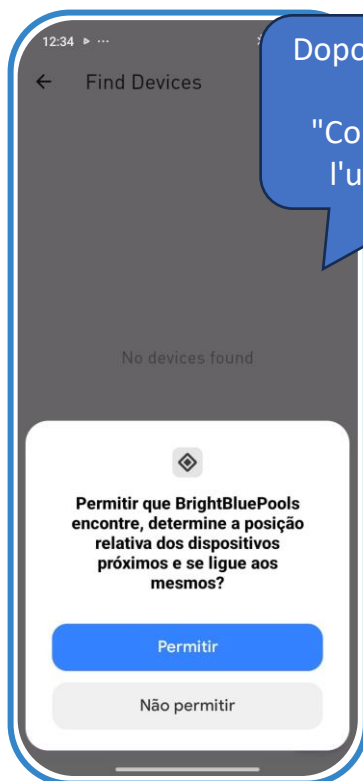 12:34
Find Devices
Dopo
"Co
l'u
No devices found
Permitir que BrightBluePools
encontre, determine a posição
relativa dos dispositivos
próximos e se ligue aos
mesmos?
Permitir
Não permitir